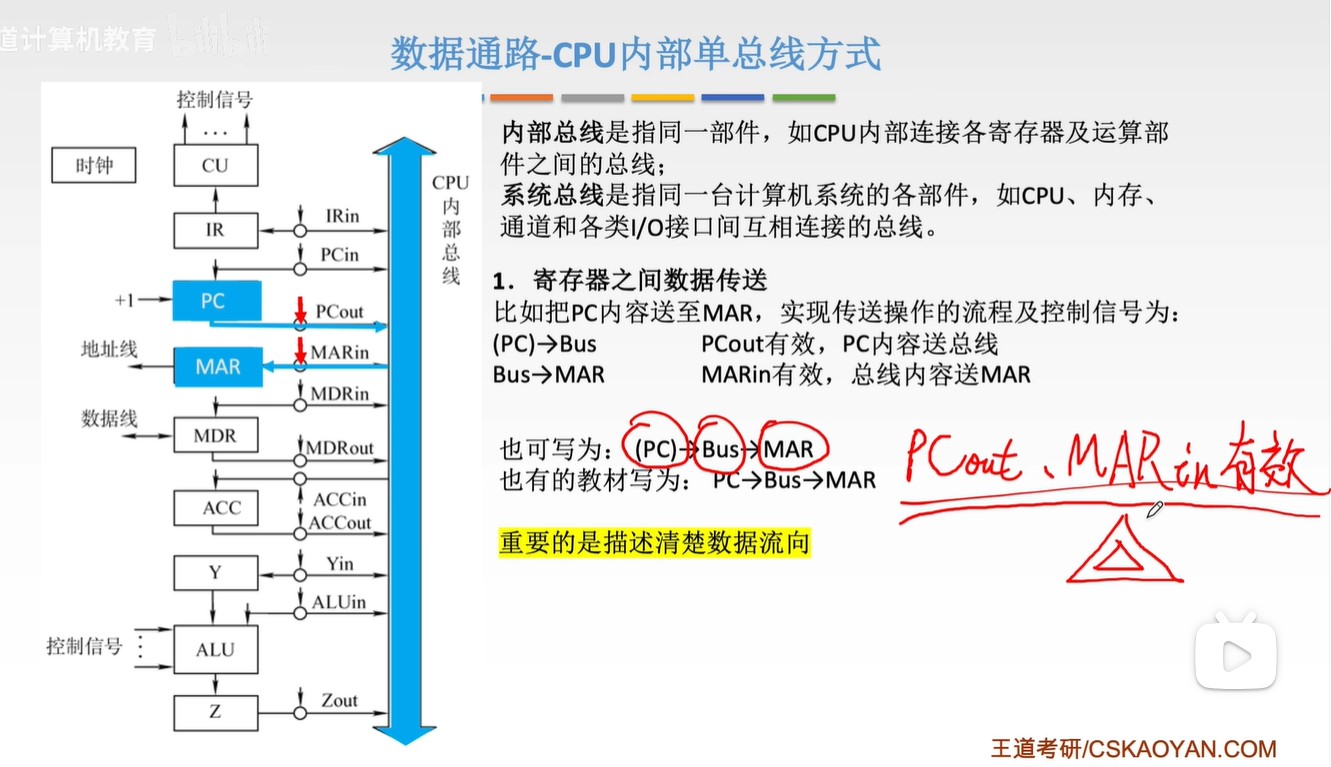 道计算机教育 bilibili
数据通路-CPU内部单总线方式
控制信号
...
时钟
CU
IR
IRin
PCin
+1
PC
PCout
地址线
MAR
MARin
MDRin
数据线
MDR
MDRout
ACC
ACCin
ACCout
Y
Yin
ALUin
控制信号
ALU
Z
Zout
CPU
内
部
总
线
内部总线是指同一部件，如CPU内部连接各寄存器及运算部
件之间的总线；
系统总线是指同一台计算机系统的各部件，如CPU、内存、
通道和各类I/O接口间互相连接的总线。
1．寄存器之间数据传送
比如把PC内容送至MAR，实现传送操作的流程及控制信号为：
(PC)→Bus PCout有效，PC内容送总线
Bus→MAR MARin有效，总线内容送MAR
也可写为： (PC)→Bus→MAR
也有的教材写为： PC→Bus→MAR
PCout、MARin有效
重要的是描述清楚数据流向
王道考研/CSKAOYAN.COM